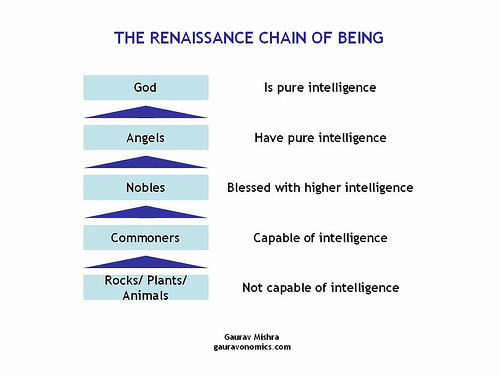 THE RENAISSANCE CHAIN OF BEING
God
Is pure intelligence
Angels
Have pure intelligence
Nobles
Blessed with higher intelligence
Commoners
Capable of intelligence
Rocks/ Plants/
Animals
Not capable of intelligence
Gaurav Mishra
gauravonomics.com